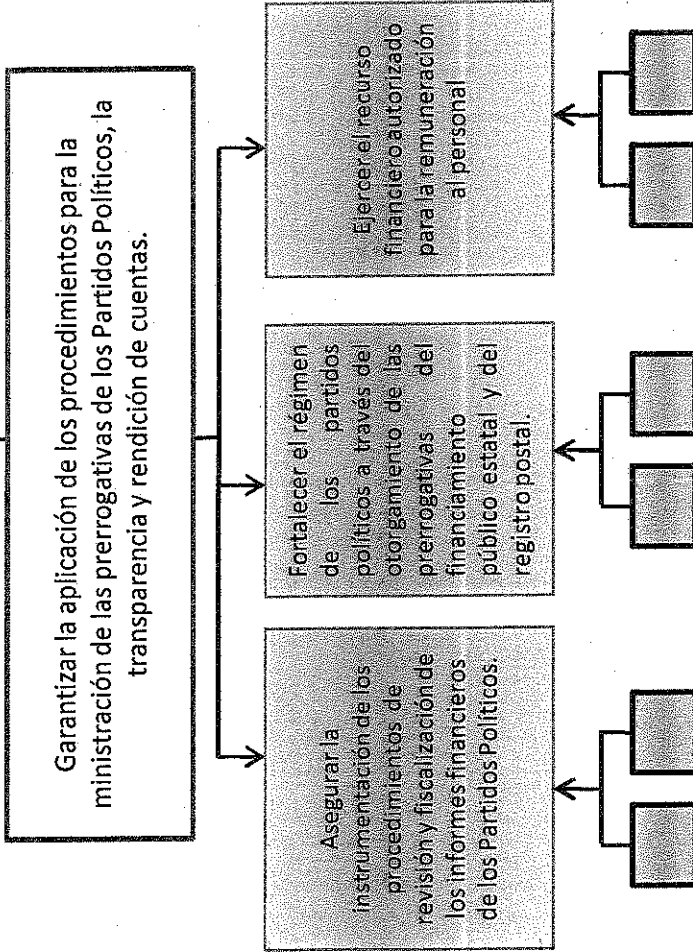 Garantizar la aplicación de los procedimientos para la
ministración de las prerrogativas de los Partidos Políticos, la
transparencia y rendición de cuentas.
Asegurar la
instrumentación de los
procedimientos de
revisión y fiscalización de
los informes financieros
de los Partidos Políticos.
Fortalecer el régimen
de los partidos
políticos a través del
otorgamiento de las
prerrogativas del
financiamiento
público estatal y del
registro postal.
Ejercer el recurso
financiero autorizado
para la remuneración
al personal